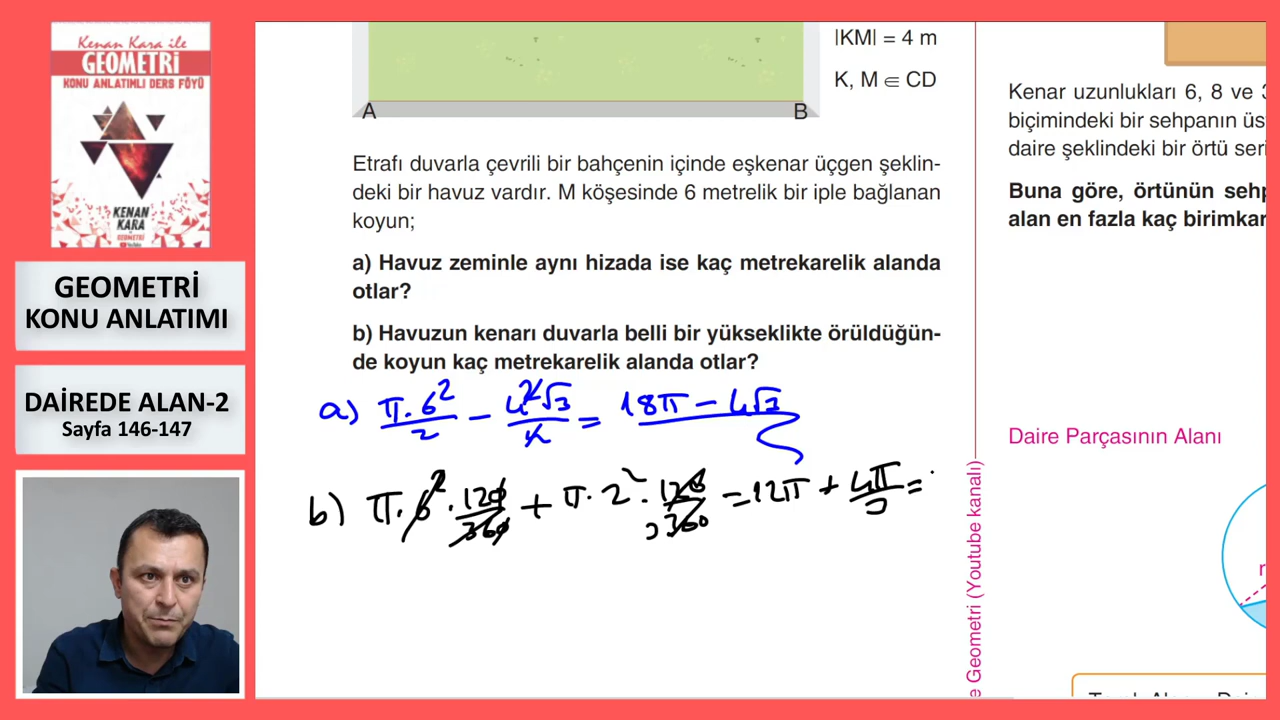 Kenan Kara ile
GEOMETRİ
KONU ANLATIMLI DERS FÖYÜ
KENAN
KARA
GEOMETRİ
YouTube
GEOMETRİ
KONU ANLATIMI
DAİREDE ALAN-2
Sayfa 146-147
A
B
|KM| = 4 m
K, M ∈ CD
Etrafı duvarla çevrili bir bahçenin içinde eşkenar üçgen şeklin-
deki bir havuz vardır. M köşesinde 6 metrelik bir iple bağlanan
koyun;
a) Havuz zeminle aynı hizada ise kaç metrekarelik alanda
otlar?
b) Havuzun kenarı duvarla belli bir yükseklikte örüldüğün-
de koyun kaç metrekarelik alanda otlar?
a) π·6²/2 − 4²√3/4 = 18π − 4√3
b) π·6²·120/360 + π·2²·120/360 = 12π + 4π/3 =
e Geometri (Youtube kanalı)
Kenar uzunlukları 6, 8 ve
biçimindeki bir sehpanın üs
daire şeklindeki bir örtü seri
Buna göre, örtünün sehp
alan en fazla kaç birimkar
Daire Parçasının Alanı
r